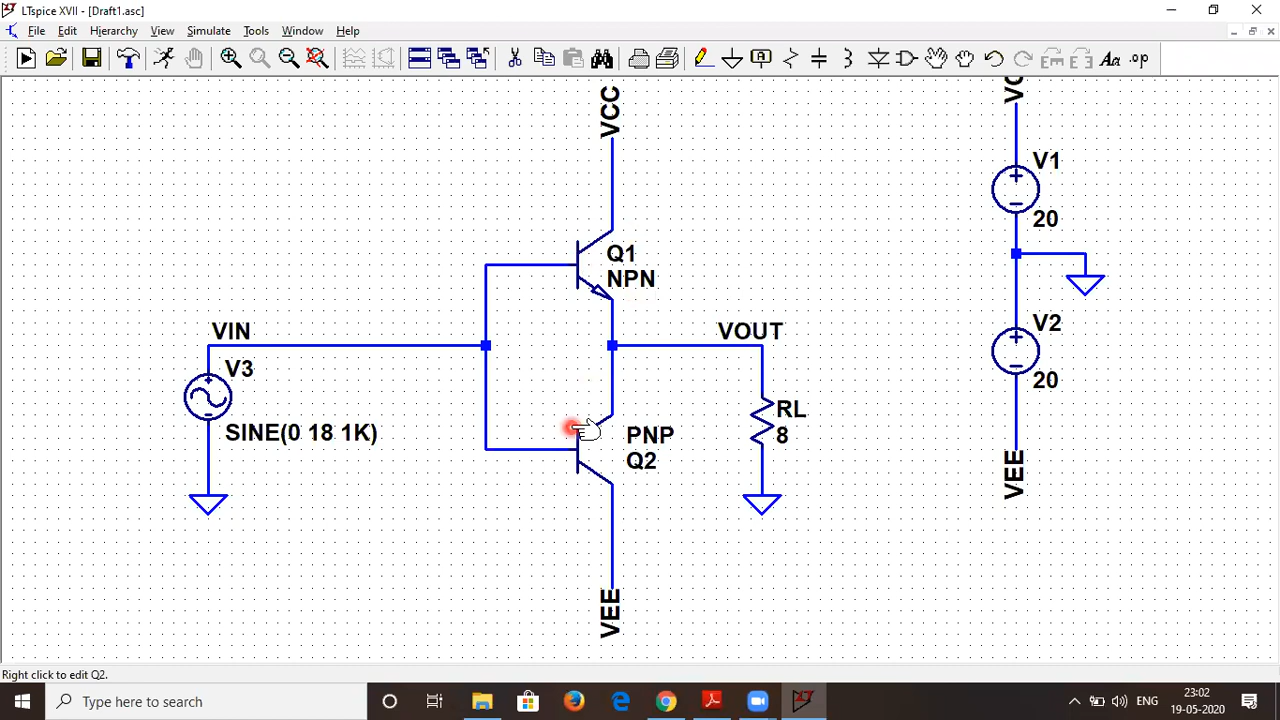 LTspice XVII - [Draft1.asc]
File Edit Hierarchy View Simulate Tools Window Help
A
Aa .op
VCC
V1
20
Q1
NPN
VIN
VOUT
V3
V2
20
SINE(0 18 1K)
RL
8
PNP
Q2
VEE
VEE
Right click to edit Q2.
Type here to search
ENG
23:02
19-05-2020